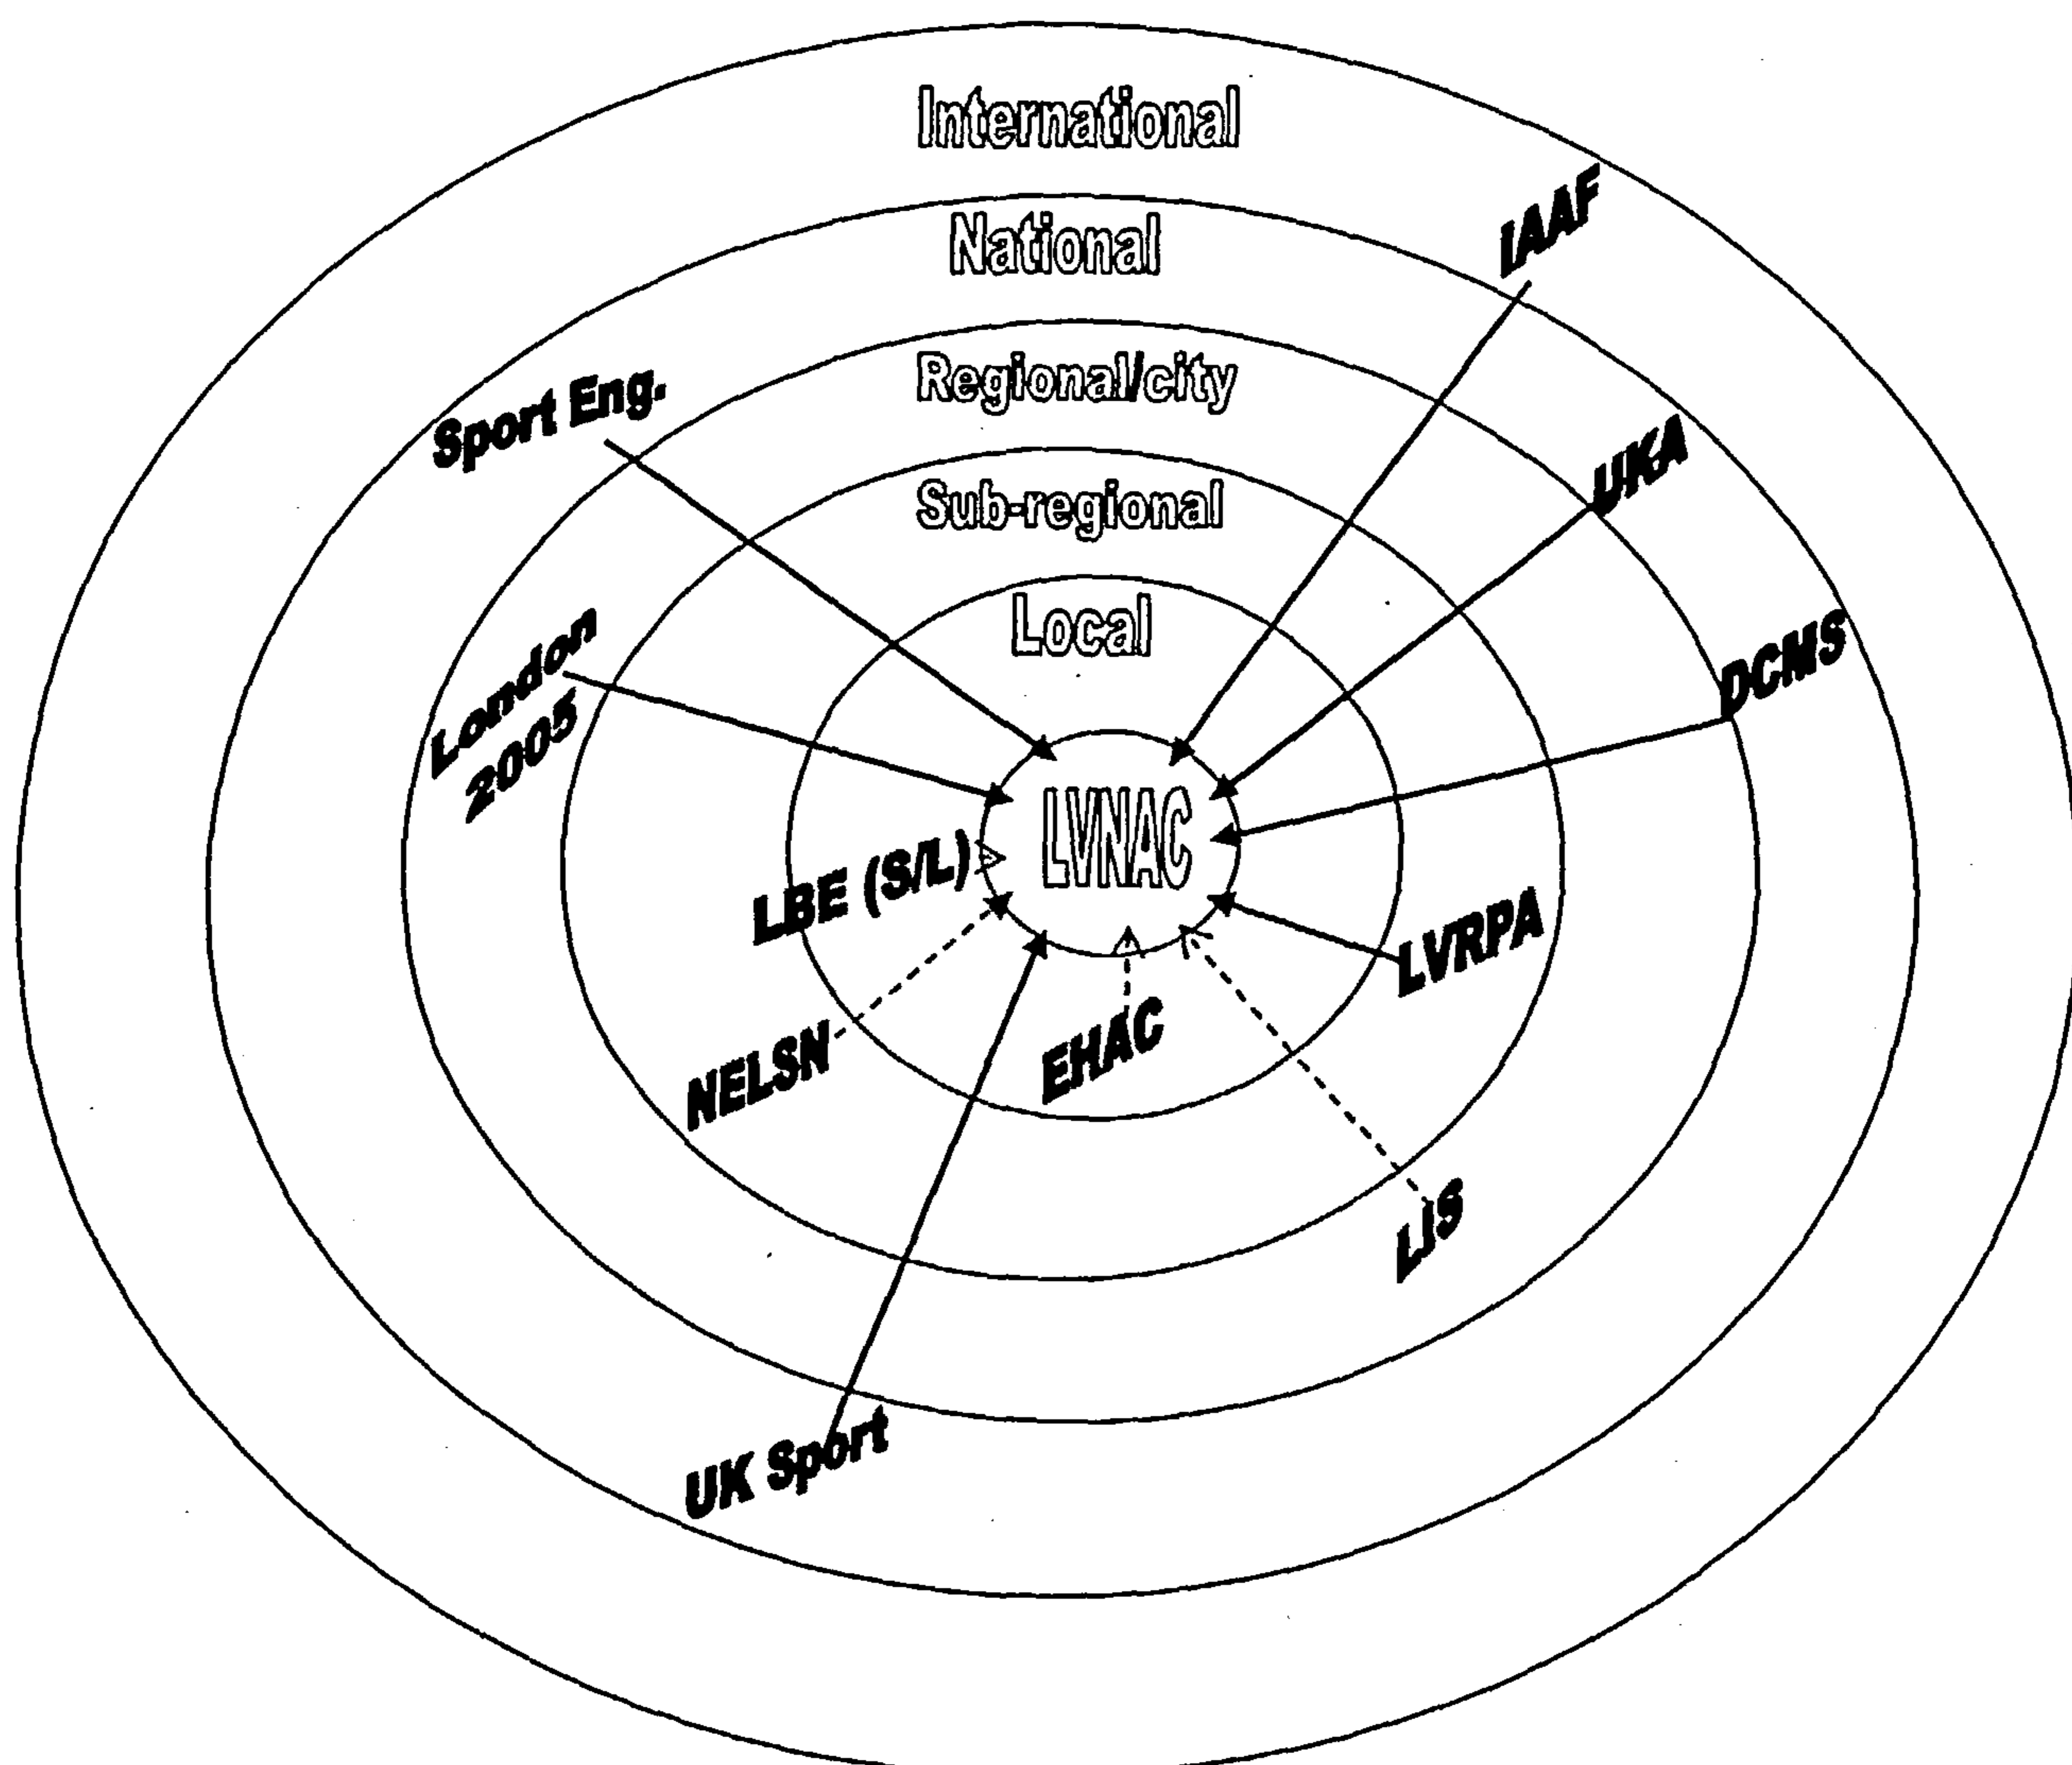 International
IAAF
National
Regional/city
Sport Eng.
UKA
Sub-regional
Local
London
2005
DCMS
LVNAC
LBE (S/L)
LVRPA
NELSN
EHAC
LIS
UK Sport